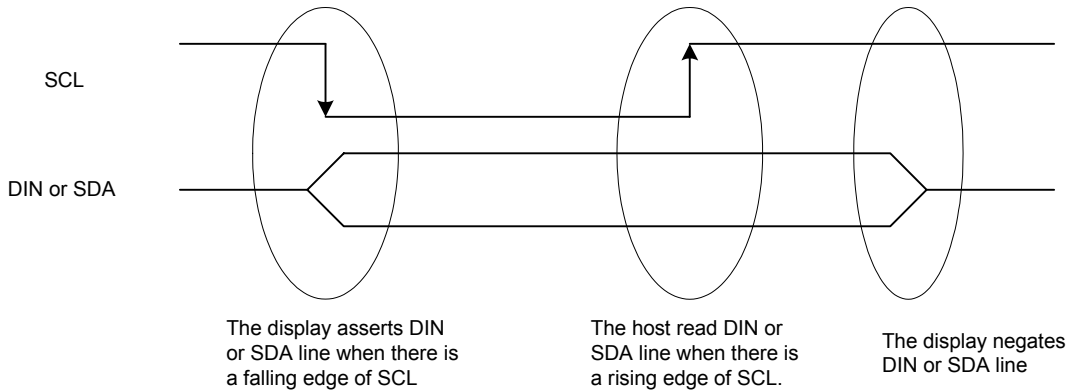 SCL
DIN or SDA
The display asserts DIN
or SDA line when there is
a falling edge of SCL
The host read DIN or
SDA line when there is
a rising edge of SCL.
The display negates
DIN or SDA line